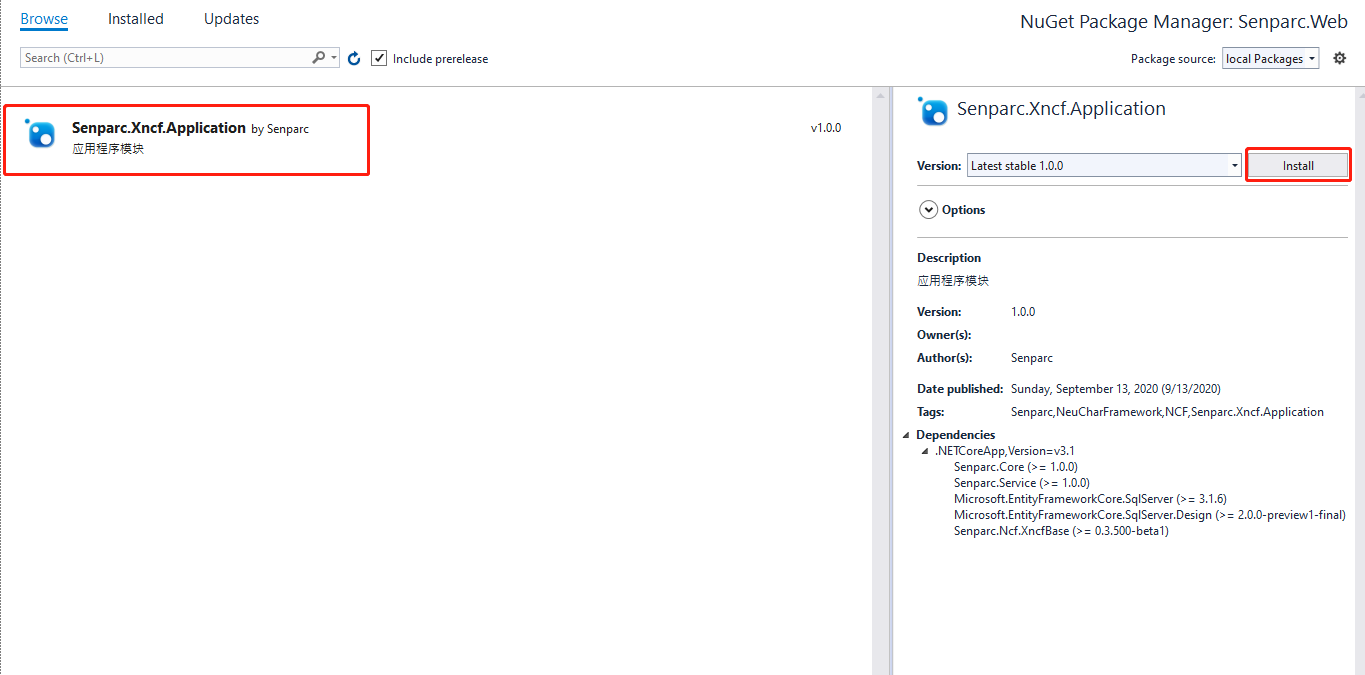 Browse Installed Updates
NuGet Package Manager: Senparc.Web
Search (Ctrl+L)
Include prerelease
Package source: local Packages
Senparc.Xncf.Application by Senparc
v1.0.0
应用程序模块
Senparc.Xncf.Application
Version: Latest stable 1.0.0 Install
Options
Description
应用程序模块
Version: 1.0.0
Owner(s):
Author(s): Senparc
Date published: Sunday, September 13, 2020 (9/13/2020)
Tags: Senparc,NeuCharFramework,NCF,Senparc.Xncf.Application
Dependencies
.NETCoreApp,Version=v3.1
Senparc.Core (>= 1.0.0)
Senparc.Service (>= 1.0.0)
Microsoft.EntityFrameworkCore.SqlServer (>= 3.1.6)
Microsoft.EntityFrameworkCore.SqlServer.Design (>= 2.0.0-preview1-final)
Senparc.Ncf.XncfBase (>= 0.3.500-beta1)